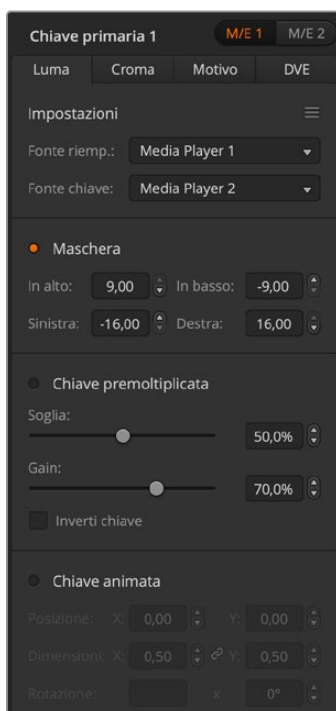 Chiave primaria 1 M/E 1 M/E 2
Luma Croma Motivo DVE
Impostazioni
Fonte riemp.: Media Player 1
Fonte chiave: Media Player 2
Maschera
In alto: 9,00 In basso: -9,00
Sinistra: -16,00 Destra: 16,00
Chiave premoltiplicata
Soglia:
50,0%
Gain:
70,0%
Inverti chiave
Chiave animata
Posizione: X: 0,00 Y: 0,00
Dimensioni: X: 0,50 Y: 0,50
Rotazione: x 0°